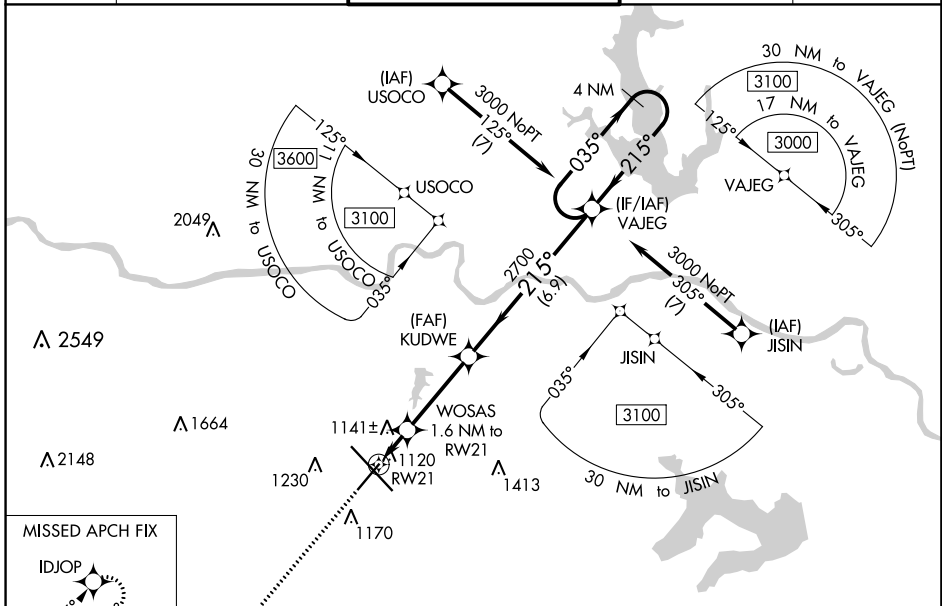 (IAF)
USOCO
3000 NoPT
125°
(7)
4 NM
035°
215°
(IF/IAF)
VAJEG
30 NM to VAJEG (NoPT)
3100
17 NM to VAJEG
3000
125°
VAJEG
305°
125°
3600
30 NM to USOCO
11 NM to USOCO
3100
USOCO
035°
2049
2700
215°
(6.9)
3000 NoPT
305°
(7)
(IAF)
JISIN
2549
(FAF)
KUDWE
JISIN
035°
305°
3100
30 NM to JISIN
1664
1141±
WOSAS
1.6 NM to
RW21
2148
1230
1120
RW21
1413
1170
MISSED APCH FIX
IDJOP